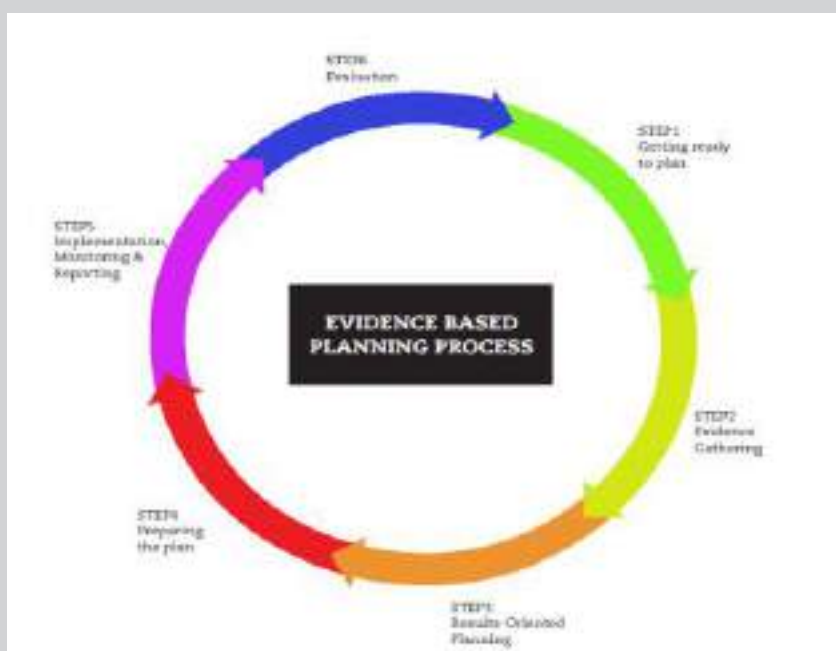 STEP6
Evaluation
STEP1
Getting ready
to plan
STEP2
Evidence
Gathering
STEP3
Results-Oriented
Planning
STEP4
Preparing
the plan
STEP5
Implementation,
Monitoring &
Reporting
EVIDENCE BASED
PLANNING PROCESS